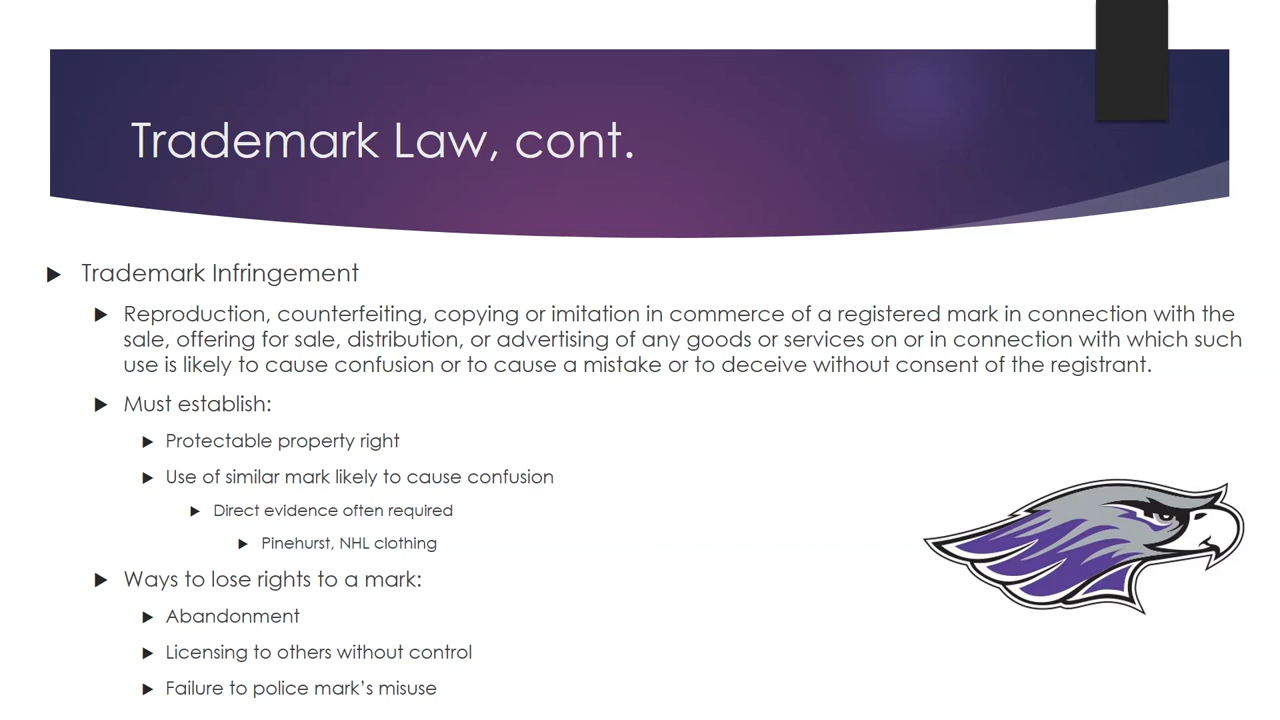 Trademark Law, cont.
Trademark Infringement
Reproduction, counterfeiting, copying or imitation in commerce of a registered mark in connection with the
sale, offering for sale, distribution, or advertising of any goods or services on or in connection with which such
use is likely to cause confusion or to cause a mistake or to deceive without consent of the registrant.
Must establish:
Protectable property right
Use of similar mark likely to cause confusion
Direct evidence often required
Pinehurst, NHL clothing
Ways to lose rights to a mark:
Abandonment
Licensing to others without control
Failure to police mark’s misuse